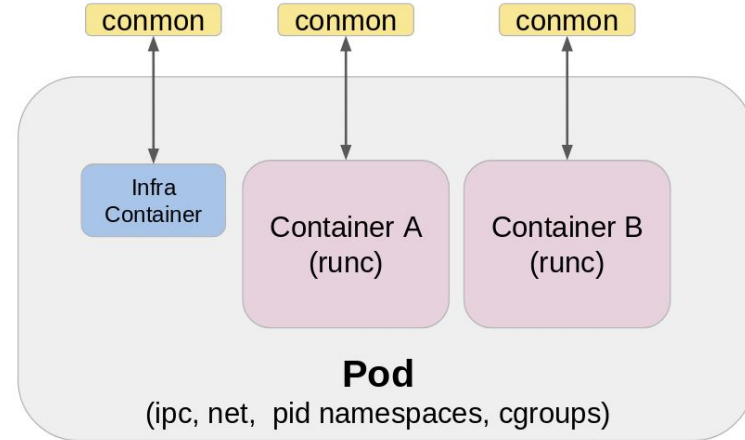 conmon
conmon
conmon
Infra
Container
Container A
(runc)
Container B
(runc)
Pod
(ipc, net, pid namespaces, cgroups)